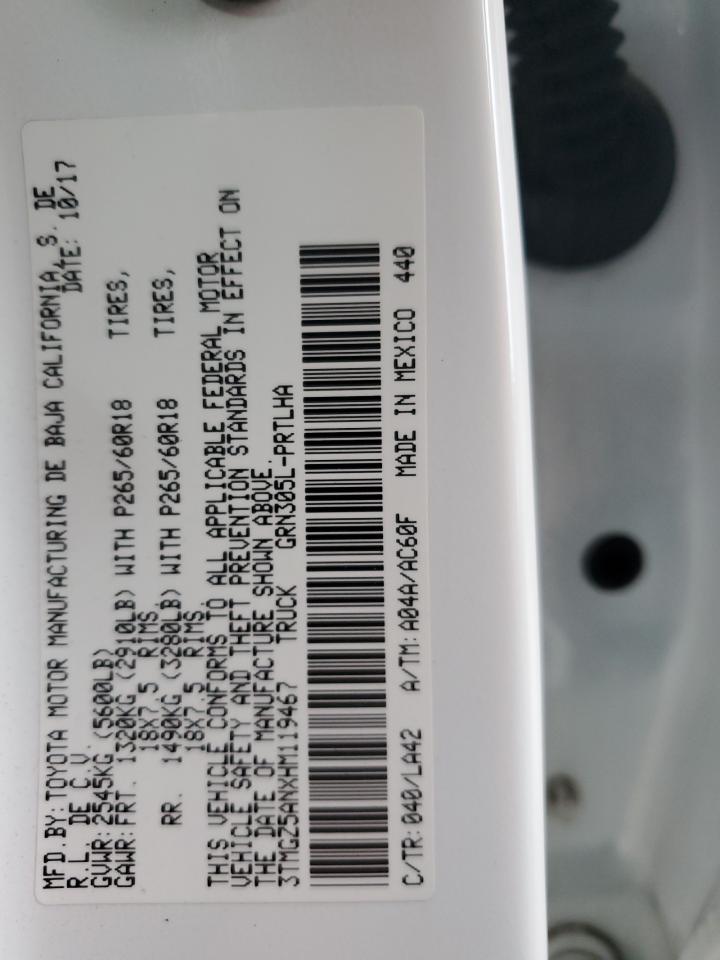 MFD.BY:TOYOTA MOTOR MANUFACTURING DE BAJA CALIFORNIA, S. DE
R.L. DE C.V. DATE: 10/17
GVWR:2545KG (5600LB)
GAWR:FRT. 1320KG (2910LB) WITH P265/60R18 TIRES,
18X7.5 RIMS
RR. 1490KG (3280LB) WITH P265/60R18 TIRES,
18X7.5 RIMS
THIS VEHICLE CONFORMS TO ALL APPLICABLE FEDERAL MOTOR
VEHICLE SAFETY AND THEFT PREVENTION STANDARDS IN EFFECT ON
THE DATE OF MANUFACTURE SHOWN ABOVE.
3TMGZ5ANXHM119467 TRUCK GRN305L-PRTLHA
C/TR:040/LA42 A/TM:A04A/AC60F MADE IN MEXICO 440